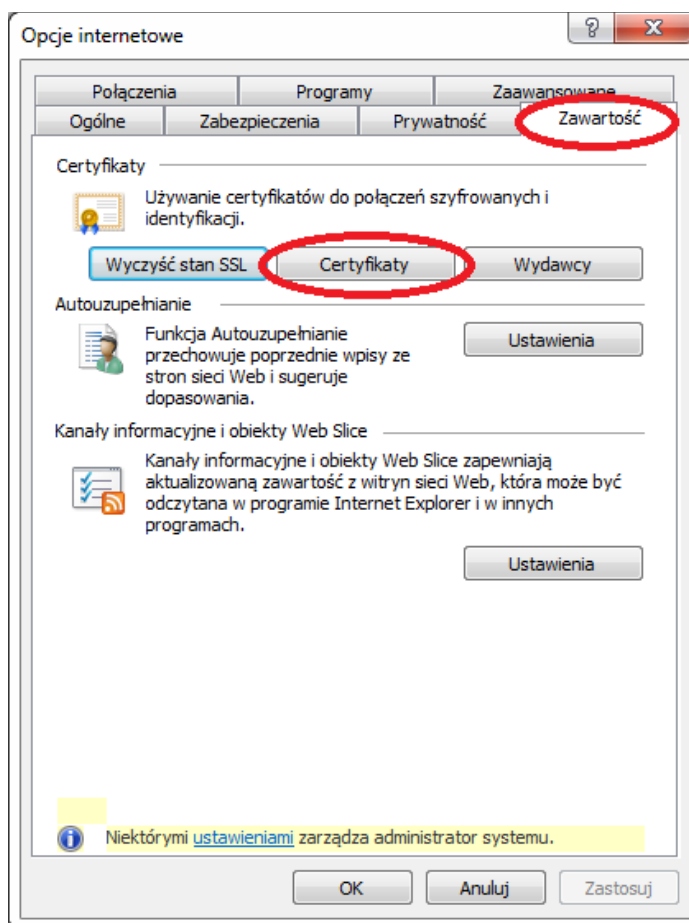 Opcje internetowe
Połączenia Programy Zaawansowane
Ogólne Zabezpieczenia Prywatność Zawartość
Certyfikaty
Używanie certyfikatów do połączeń szyfrowanych i
identyfikacji.
Wyczyść stan SSL Certyfikaty Wydawcy
Autouzupełnianie
Funkcja Autouzupełnianie
przechowuje poprzednie wpisy ze
stron sieci Web i sugeruje
dopasowania.
Ustawienia
Kanały informacyjne i obiekty Web Slice
Kanały informacyjne i obiekty Web Slice zapewniają
aktualizowaną zawartość z witryn sieci Web, która może być
odczytana w programie Internet Explorer i w innych
programach.
Ustawienia
Niektórymi ustawieniami zarządza administrator systemu.
OK Anuluj Zastosuj